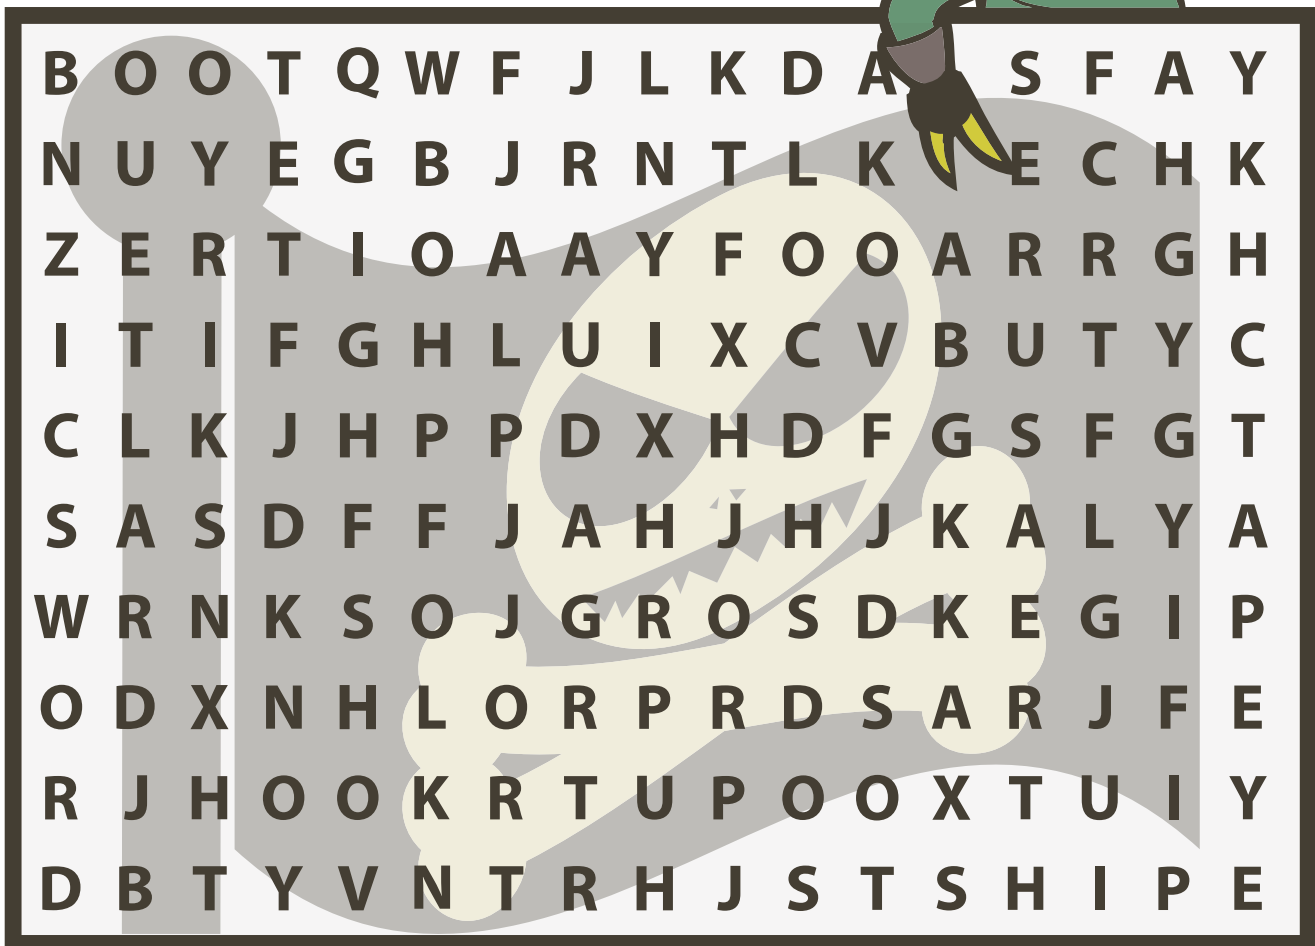 B O O T Q W F J L K D A S F A Y
N U Y E G B J R N T L K E C H K
Z E R T I O A A Y F O O A R R G H
I T I F G H L U I X C V B U T Y C
C L K J H P P D X H D F G S F G T
S A S D F F J A H J H J K A L Y A
W R N K S O J G R O S D K E G I P
O D X N H L O R P R D S A R J F E
R J H O O K R T U P O O X T U I Y
D B T Y V N T R H J S T S H I P E